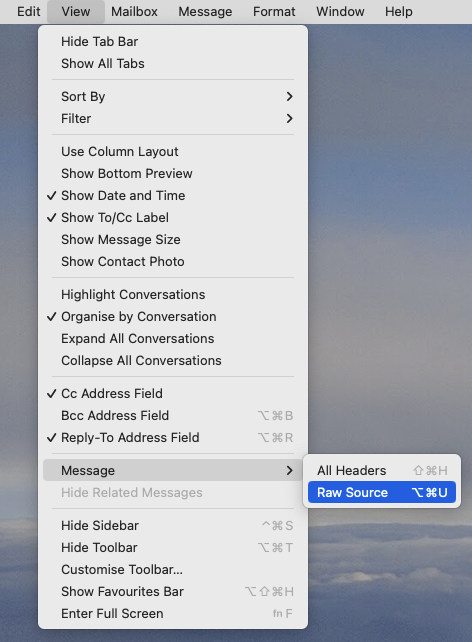 Edit View Mailbox Message Format Window Help
Hide Tab Bar
Show All Tabs
Sort By
Filter
Use Column Layout
Show Bottom Preview
✓ Show Date and Time
✓ Show To/Cc Label
Show Message Size
Show Contact Photo
Highlight Conversations
✓ Organise by Conversation
Expand All Conversations
Collapse All Conversations
✓ Cc Address Field
Bcc Address Field ⌥⌘B
✓ Reply-To Address Field ⌥⌘R
Message
All Headers ⇧⌘H
Raw Source ⌥⌘U
Hide Related Messages
Hide Sidebar ^⌘S
Hide Toolbar ⌥⌘T
Customise Toolbar...
Show Favourites Bar ⌥⇧⌘H
Enter Full Screen fn F